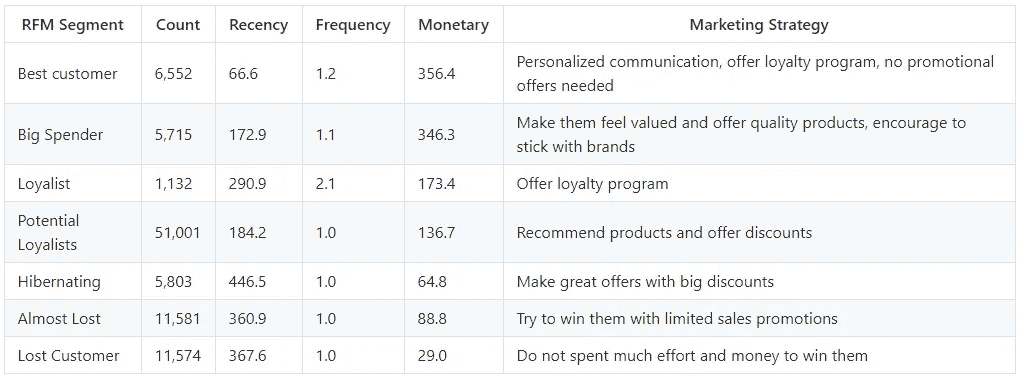 RFM Segment Count Recency Frequency Monetary Marketing Strategy
Best customer 6,552 66.6 1.2 356.4 Personalized communication, offer loyalty program, no promotional
offers needed
Big Spender 5,715 172.9 1.1 346.3 Make them feel valued and offer quality products, encourage to
stick with brands
Loyalist 1,132 290.9 2.1 173.4 Offer loyalty program
Potential
Loyalists 51,001 184.2 1.0 136.7 Recommend products and offer discounts
Hibernating 5,803 446.5 1.0 64.8 Make great offers with big discounts
Almost Lost 11,581 360.9 1.0 88.8 Try to win them with limited sales promotions
Lost Customer 11,574 367.6 1.0 29.0 Do not spent much effort and money to win them